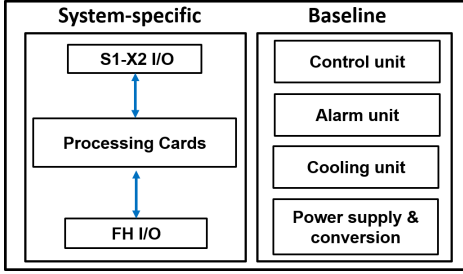 System-specific
S1-X2 I/O
Processing Cards
FH I/O
Baseline
Control unit
Alarm unit
Cooling unit
Power supply &
conversion